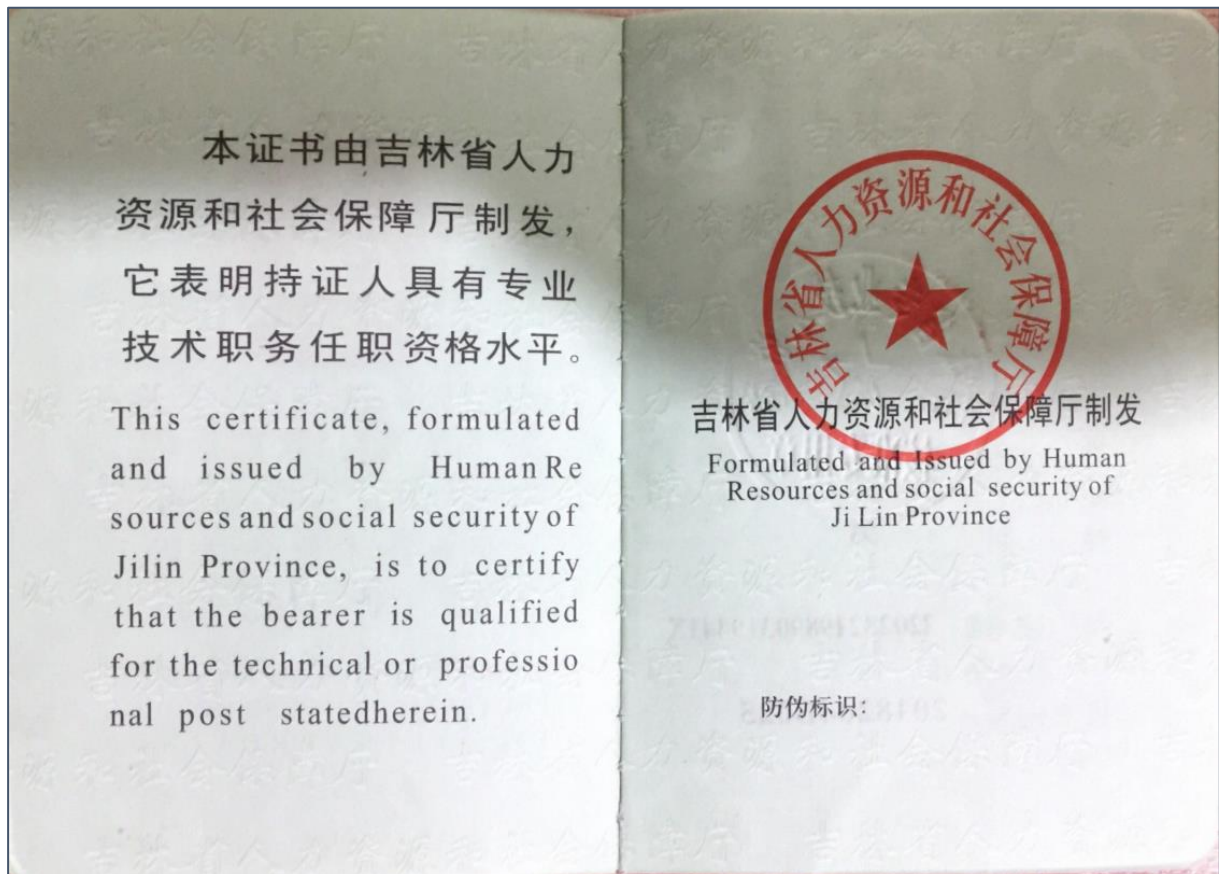 本证书由吉林省人力
资源和社会保障厅制发，
它表明持证人具有专业
技术职务任职资格水平。
This certificate, formulated
and issued by Human Re
sources and social security of
Jilin Province, is to certify
that the bearer is qualified
for the technical or professio
nal post statedherein.
吉林省人力资源和社会保障厅
吉林省人力资源和社会保障厅制发
Formulated and Issued by Human
Resources and social security of
Ji Lin Province
防伪标识：